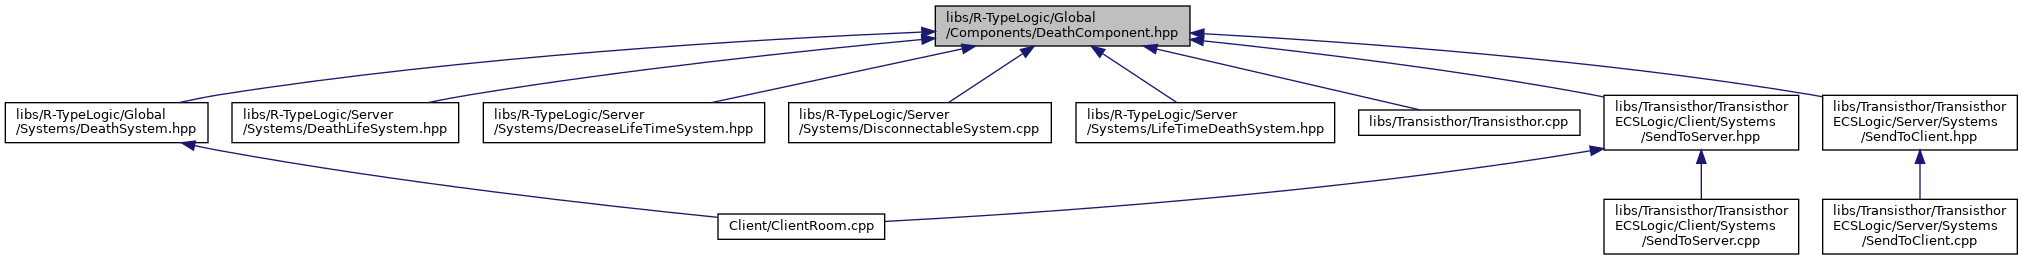 libs/R-TypeLogic/Global
/Components/DeathComponent.hpp
libs/R-TypeLogic/Global
/Systems/DeathSystem.hpp
libs/R-TypeLogic/Server
/Systems/DeathLifeSystem.hpp
libs/R-TypeLogic/Server
/Systems/DecreaseLifeTimeSystem.hpp
libs/R-TypeLogic/Server
/Systems/DisconnectableSystem.cpp
libs/R-TypeLogic/Server
/Systems/LifeTimeDeathSystem.hpp
libs/Transisthor/Transisthor.cpp
libs/Transisthor/Transisthor
ECSLogic/Client/Systems
/SendToServer.hpp
libs/Transisthor/Transisthor
ECSLogic/Server/Systems
/SendToClient.hpp
Client/ClientRoom.cpp
libs/Transisthor/Transisthor
ECSLogic/Client/Systems
/SendToServer.cpp
libs/Transisthor/Transisthor
ECSLogic/Server/Systems
/SendToClient.cpp